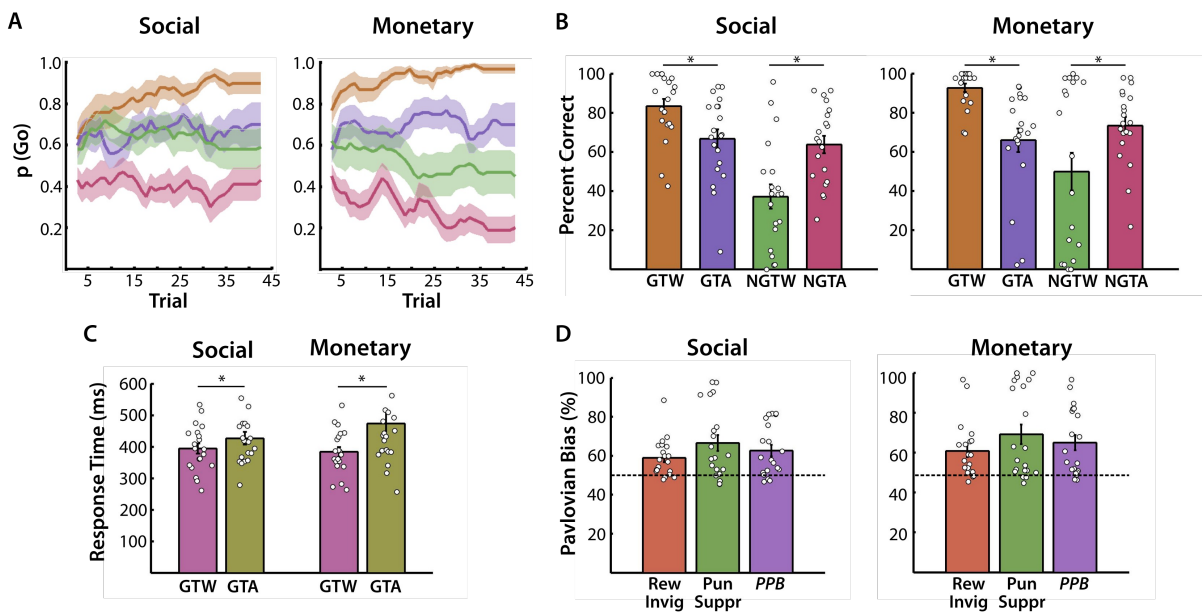 A
Social
Monetary
p (Go)
1.0
0.8
0.6
0.4
0.2
5
15
25
35
45
Trial
1.0
0.8
0.6
0.4
0.2
5
15
25
35
45
Trial
B
Social
Monetary
Percent Correct
100
80
60
40
20
*
*
GTW
GTA
NGTW
NGTA
100
80
60
40
20
*
*
GTW
GTA
NGTW
NGTA
C
Social
Monetary
Response Time (ms)
600
500
400
300
200
100
*
*
GTW
GTA
GTW
GTA
D
Social
Monetary
Pavlovian Bias (%)
100
80
60
40
20
Rew Invig
Pun Suppr
PPB
100
80
60
40
20
Rew Invig
Pun Suppr
PPB